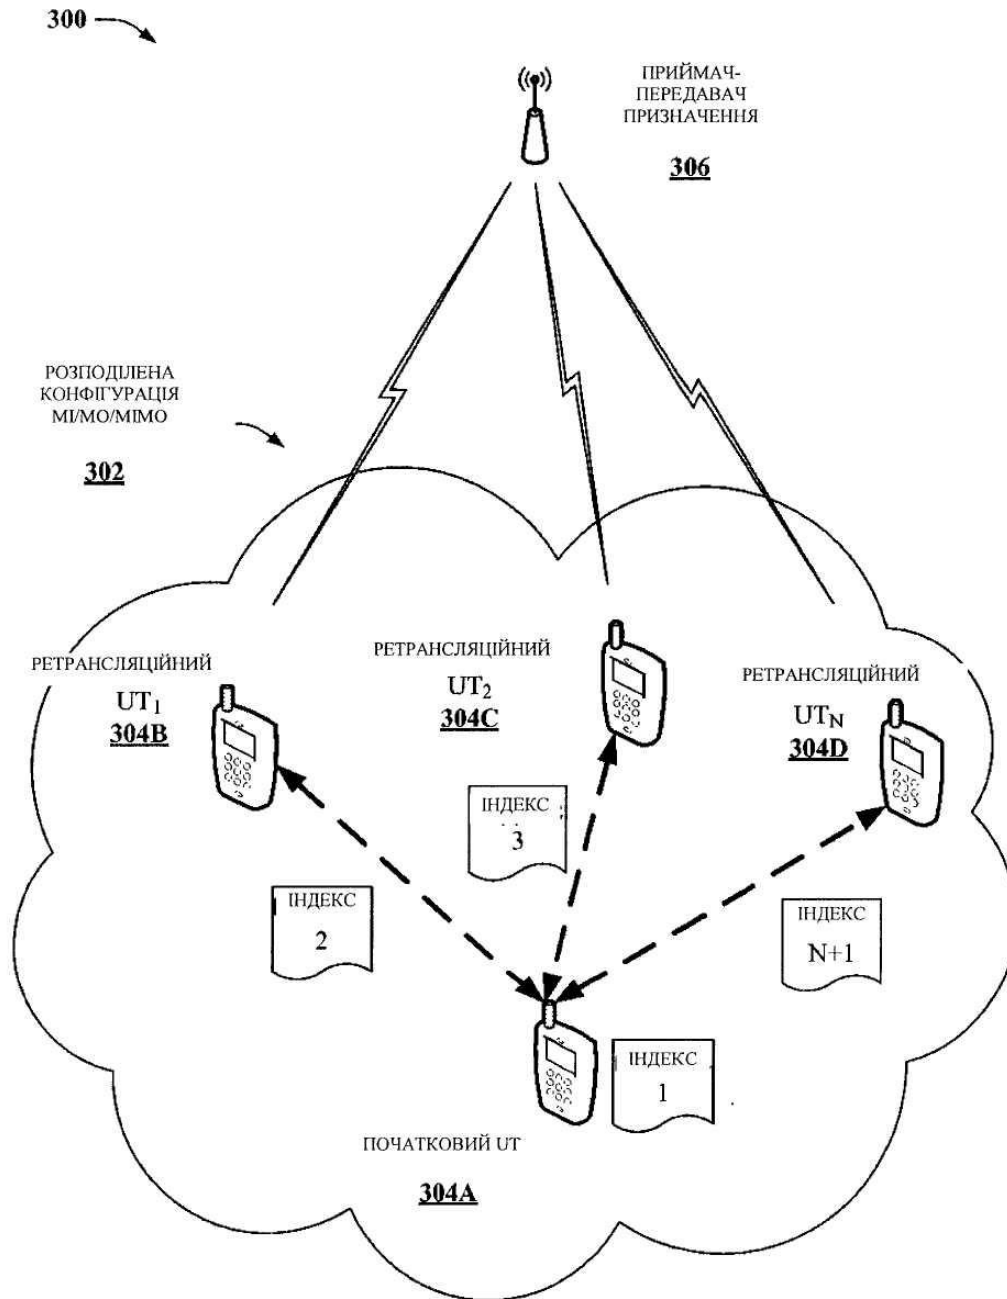 300
ПРИЙМАЧ-
ПЕРЕДАВАЧ
ПРИЗНАЧЕННЯ
306
РОЗПОДІЛЕНА
КОНФІГУРАЦІЯ
МІ/МО/МІМО
302
РЕТРАНСЛЯЦІЙНИЙ
UT1
304B
РЕТРАНСЛЯЦІЙНИЙ
UT2
304C
РЕТРАНСЛЯЦІЙНИЙ
UTN
304D
ІНДЕКС
3
ІНДЕКС
2
ІНДЕКС
N+1
ІНДЕКС
1
ПОЧАТКОВИЙ UT
304A